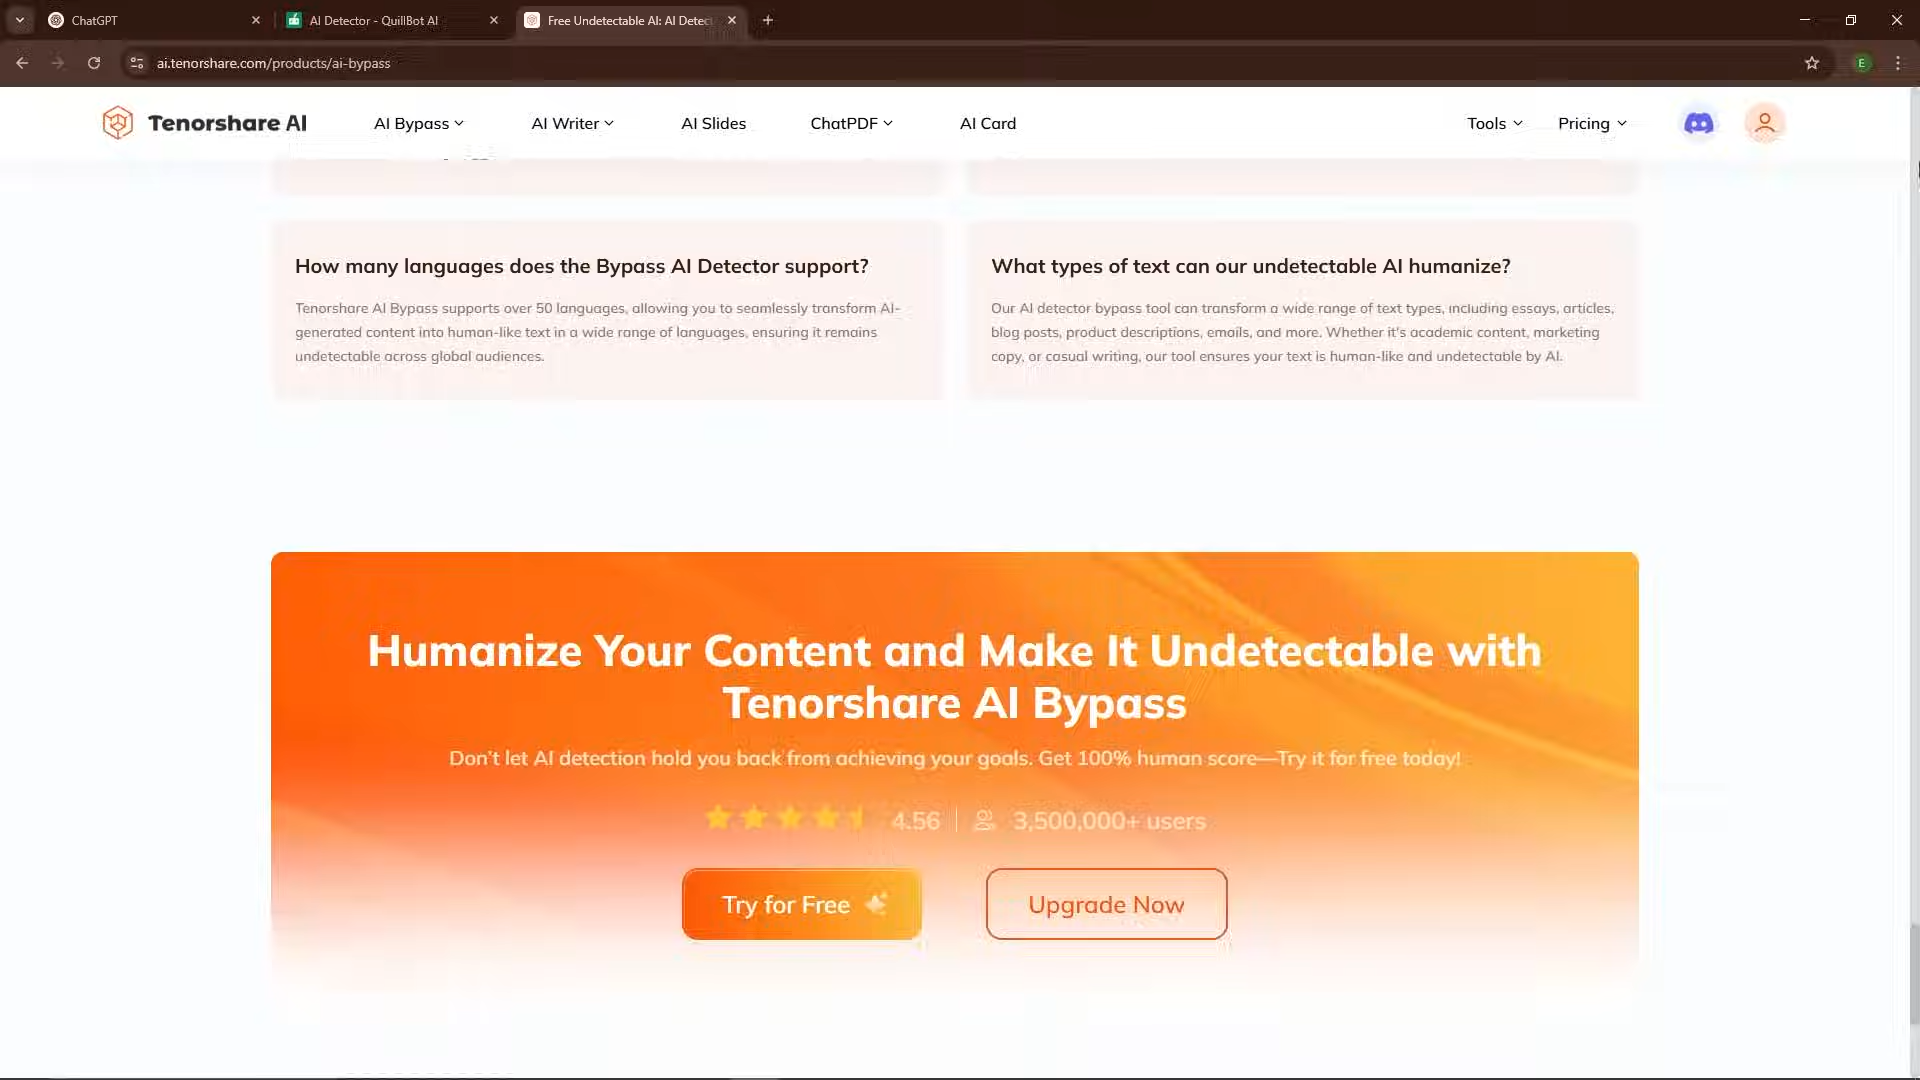 ChatGPT
AI Detector - QuillBot AI
Free Undetectable AI: AI Detect
ai.tenorshare.com/products/ai-bypass
E
Tenorshare AI
AI Bypass
AI Writer
AI Slides
ChatPDF
AI Card
Tools
Pricing
How many languages does the Bypass AI Detector support?
Tenorshare AI Bypass supports over 50 languages, allowing you to seamlessly transform AI-
generated content into human-like text in a wide range of languages, ensuring it remains
undetectable across global audiences.
What types of text can our undetectable AI humanize?
Our AI detector bypass tool can transform a wide range of text types, including essays, articles,
blog posts, product descriptions, emails, and more. Whether it's academic content, marketing
copy, or casual writing, our tool ensures your text is human-like and undetectable by AI.
Humanize Your Content and Make It Undetectable with
Tenorshare AI Bypass
Don't let AI detection hold you back from achieving your goals. Get 100% human score—Try it for free today!
4.56
3,500,000+ users
Try for Free
Upgrade Now